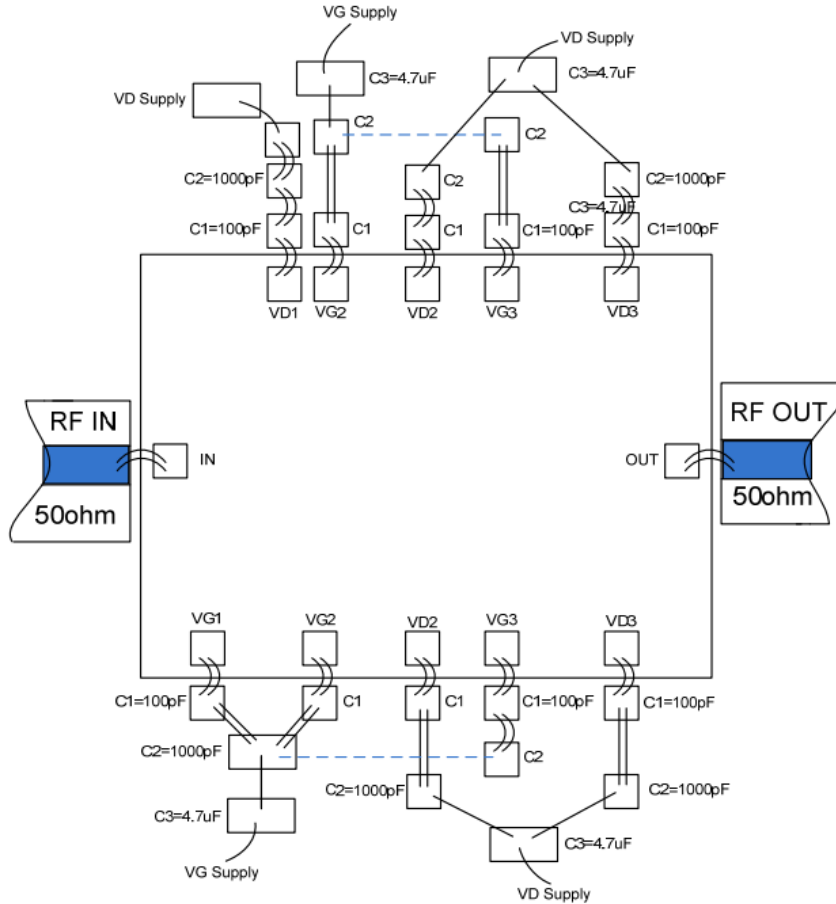 VG Supply
VD Supply
C3=4.7uF
C3=4.7uF
VD Supply
C2
C2
C2=1000pF
C2
C2=1000pF
C3=4.7uF
C1=100pF
C1
C1
C1=100pF
C1=100pF
VD1
VG2
VD2
VG3
VD3
RF IN
RF OUT
IN
OUT
50ohm
50ohm
VG1
VG2
VD2
VG3
VD3
C1=100pF
C1
C1
C1=100pF
C1=100pF
C2=1000pF
C2
C2=1000pF
C2=1000pF
C3=4.7uF
C3=4.7uF
VG Supply
VD Supply